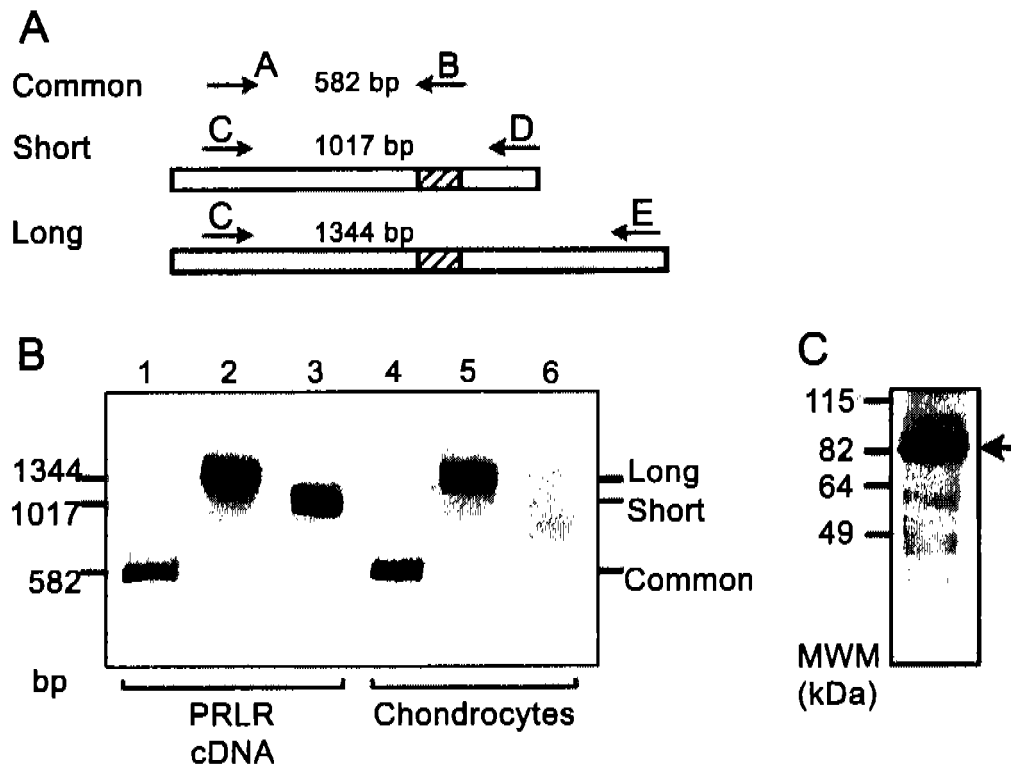 A
Common A 582 bp B
Short C 1017 bp D
Long C 1344 bp E
B
1 2 3 4 5 6
1344 Long
1017 Short
582 Common
bp
PRLR cDNA
Chondrocytes
C
115
82
64
49
MWM
(kDa)